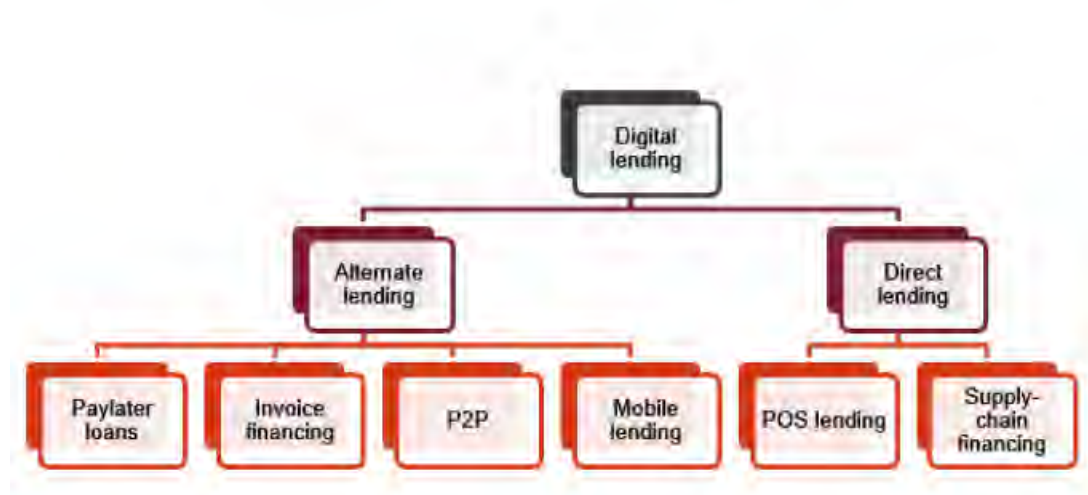 Digital
lending
Alternate
lending
Direct
lending
Paylater
loans
Invoice
financing
P2P
Mobile
lending
POS lending
Supply-
chain
financing